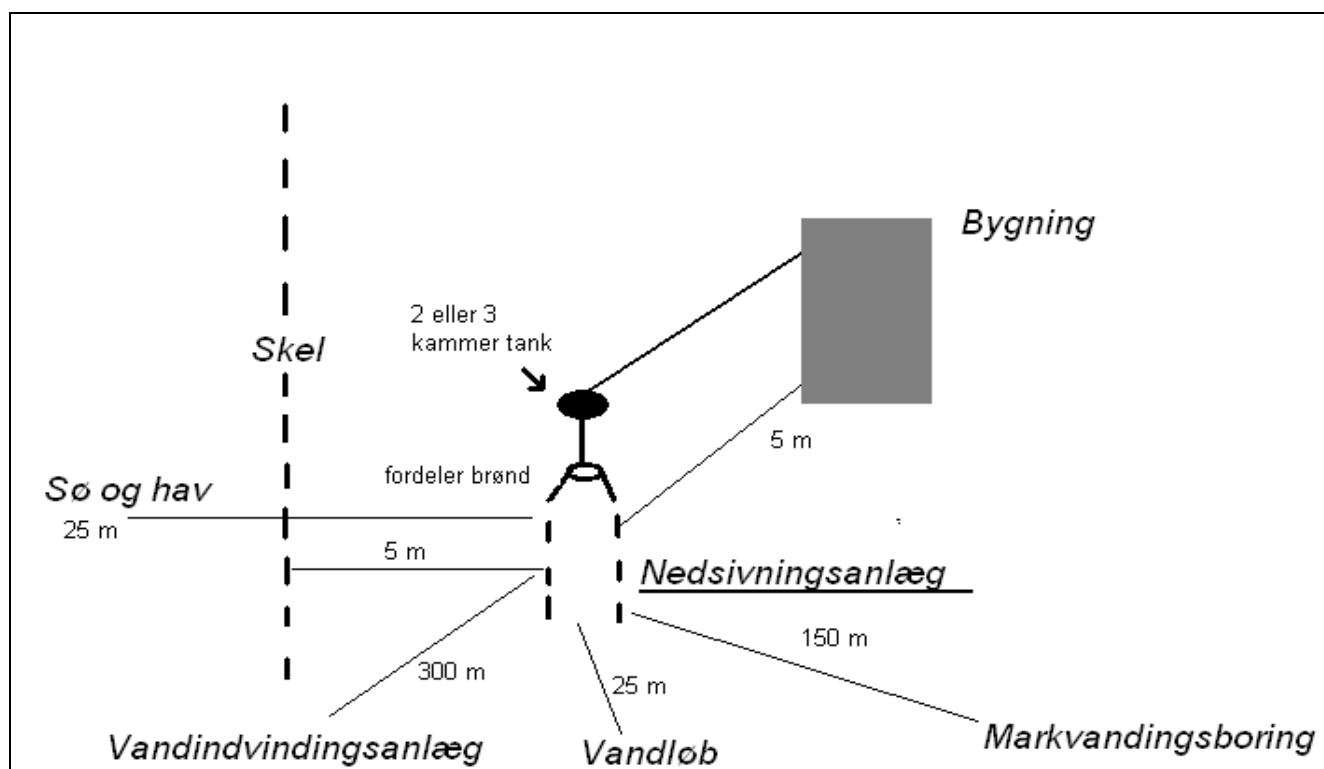 Bygning
2 eller 3
kammer tank
Skel
5 m
fordeler brønd
Sø og hav
25 m
5 m
Nedsivningsanlæg
150 m
300 m
25 m
Vandindvindingsanlæg
Vandløb
Markvandingsboring